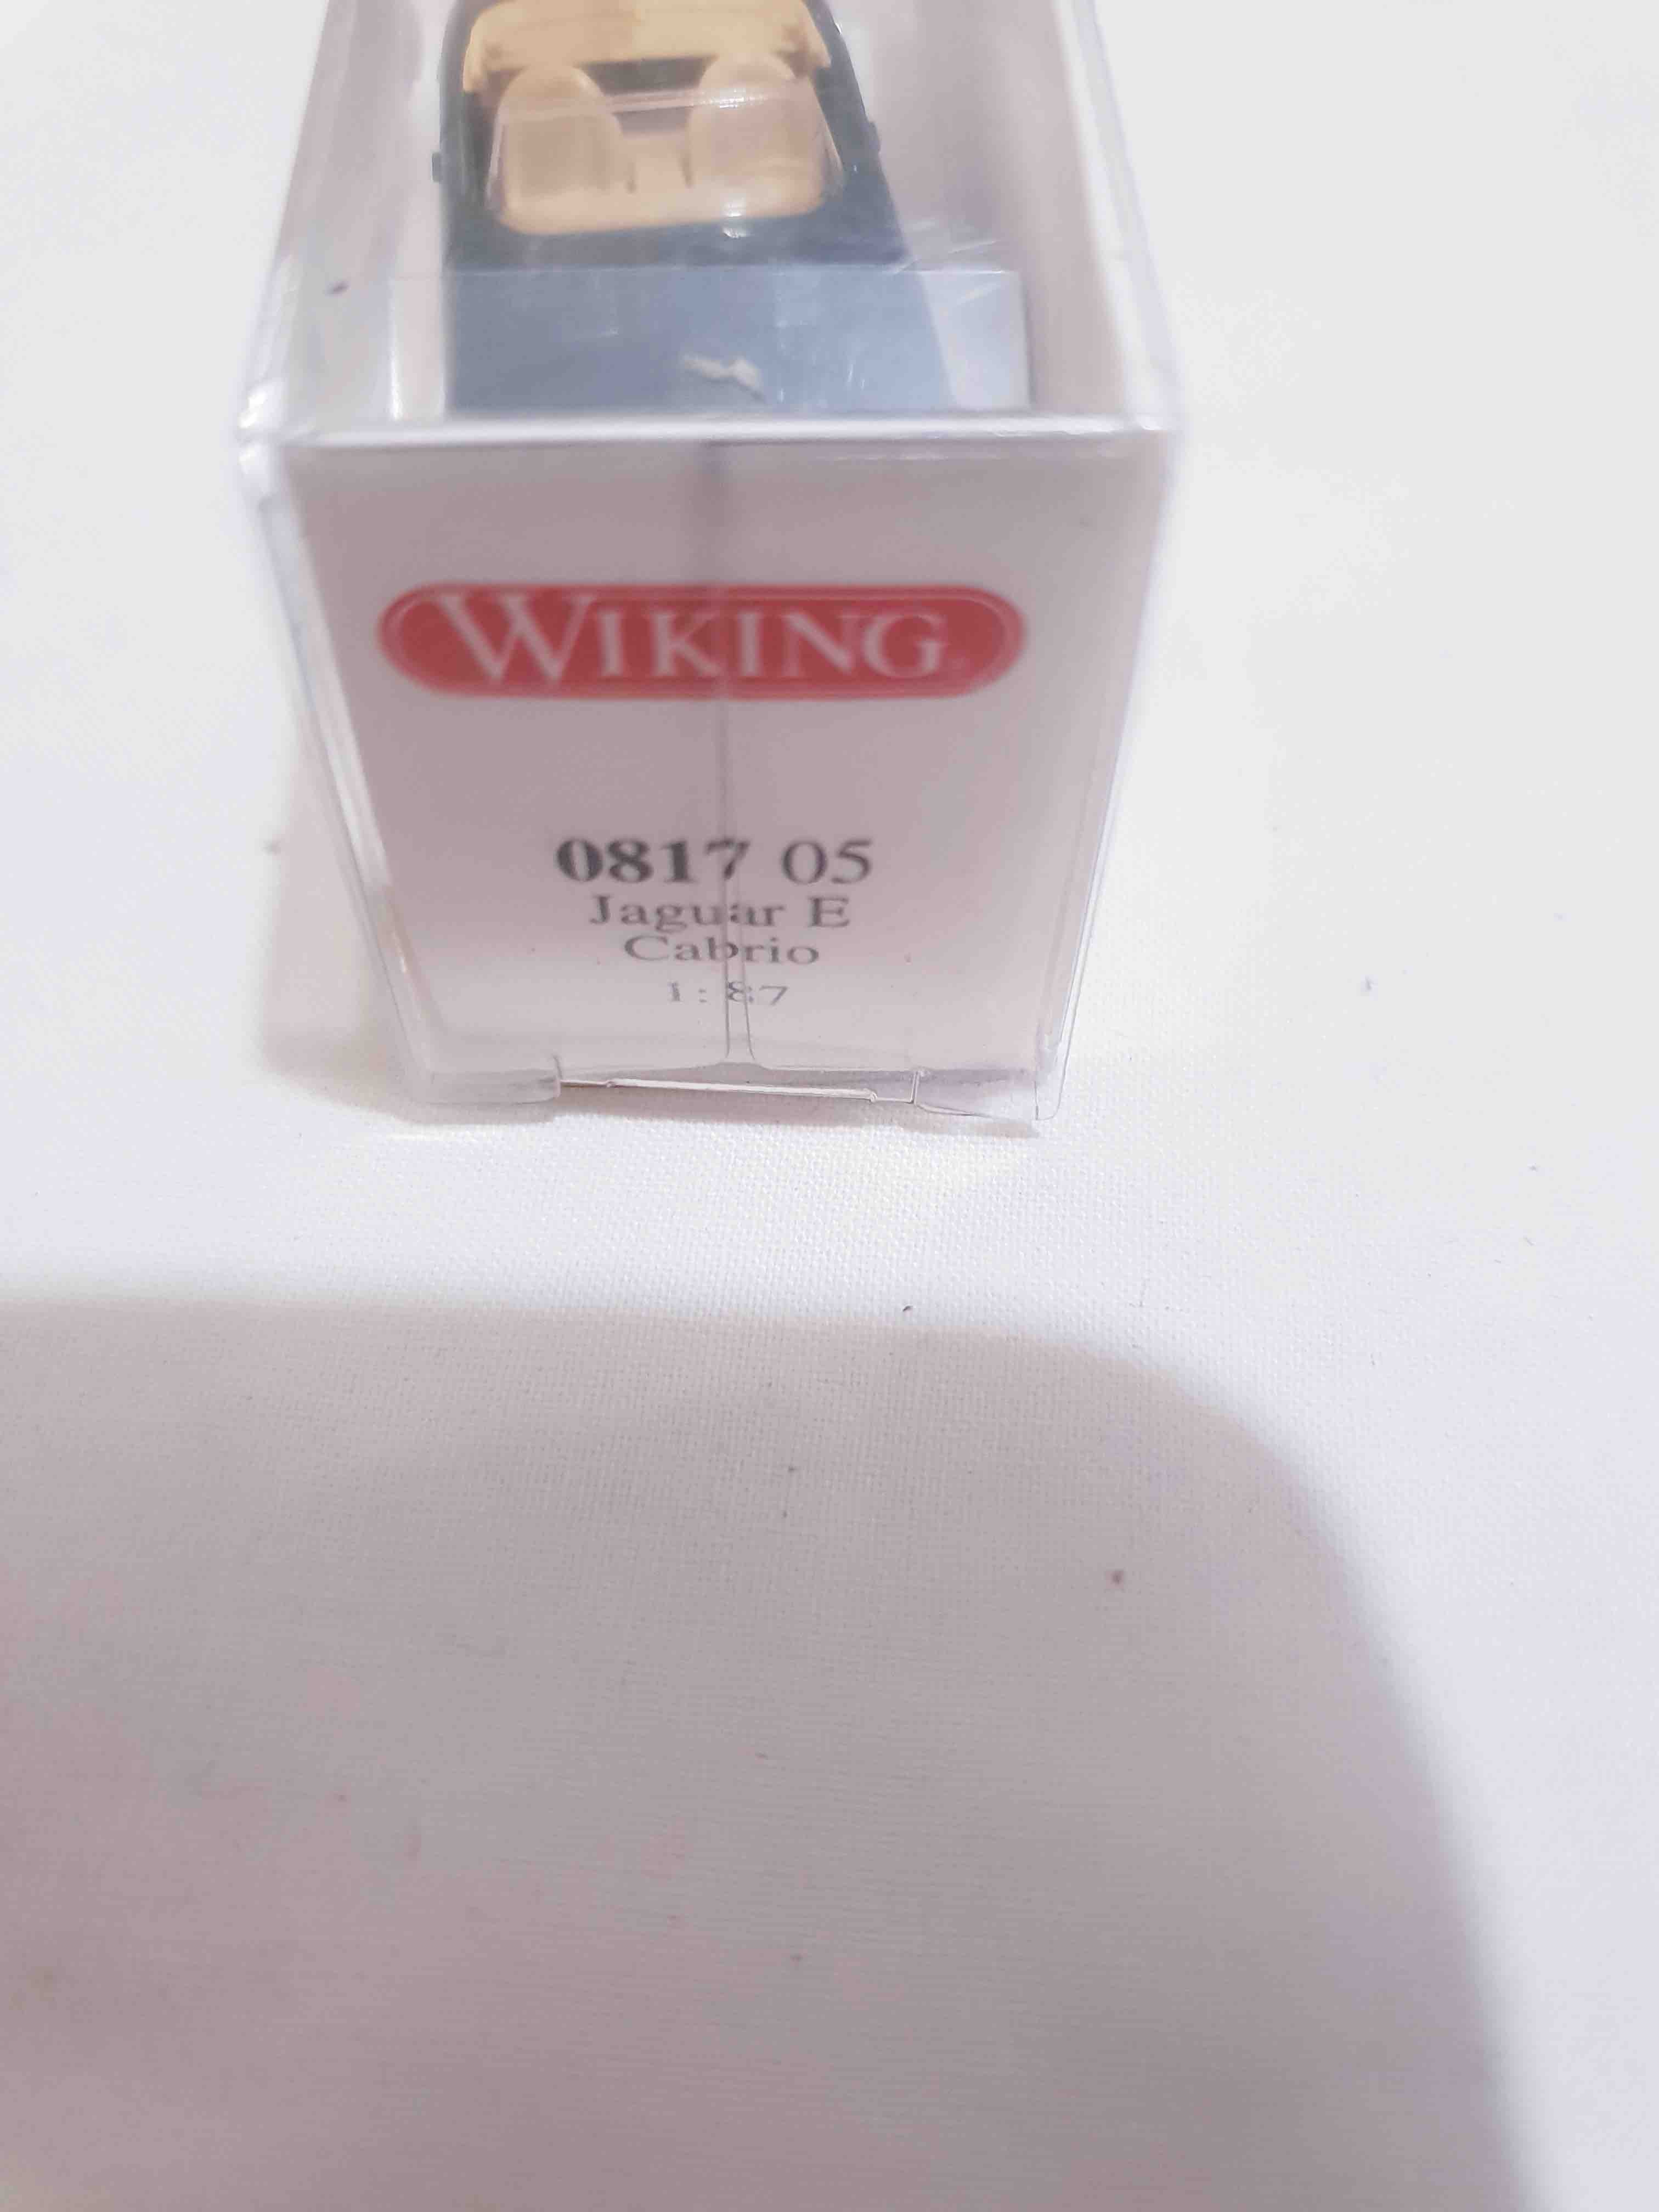 WIKING
0817 05
Jaguar E
Cabrio
1:87